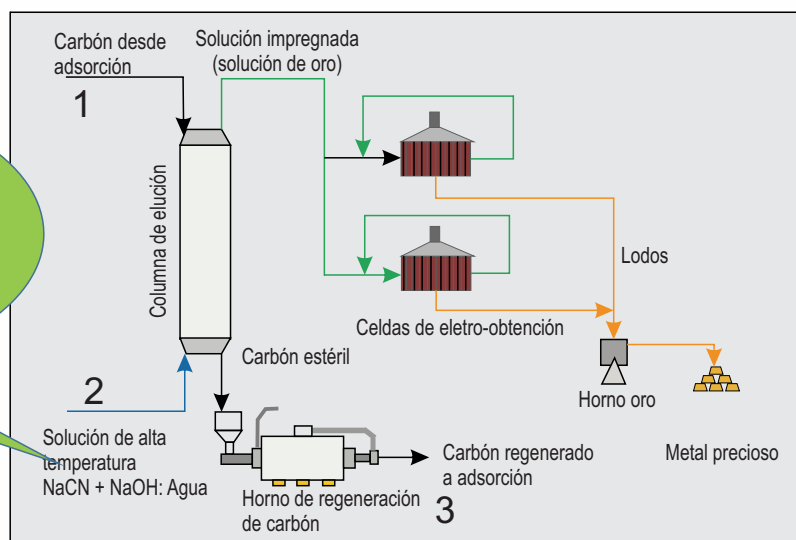 Carbón desde
adsorción
1
Solución impregnada
(solución de oro)
Columna de elución
Lodos
Celdas de eletro-obtención
Carbón estéril
2
Solución de alta
temperatura
NaCN + NaOH: Agua
Horno oro
Metal precioso
Carbón regenerado
a adsorción
3
Horno de regeneración
de carbón